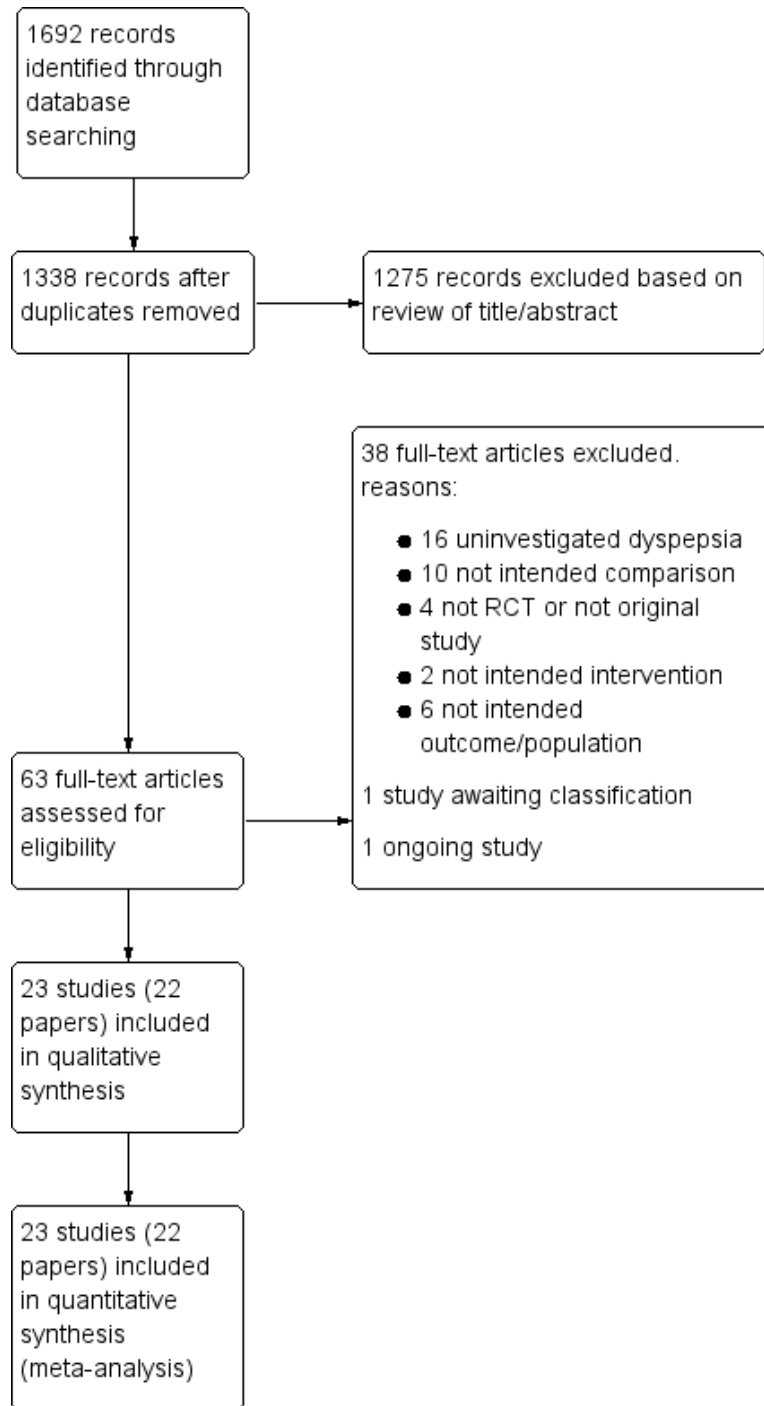 1692 records
identified through
database
searching
1338 records after
duplicates removed
1275 records excluded based on
review of title/abstract
38 full-text articles excluded.
reasons:
● 16 uninvestigated dyspepsia
● 10 not intended comparison
● 4 not RCT or not original
study
● 2 not intended intervention
● 6 not intended
outcome/population
1 study awaiting classification
1 ongoing study
63 full-text articles
assessed for
eligibility
23 studies (22
papers) included
in qualitative
synthesis
23 studies (22
papers) included
in quantitative
synthesis
(meta-analysis)